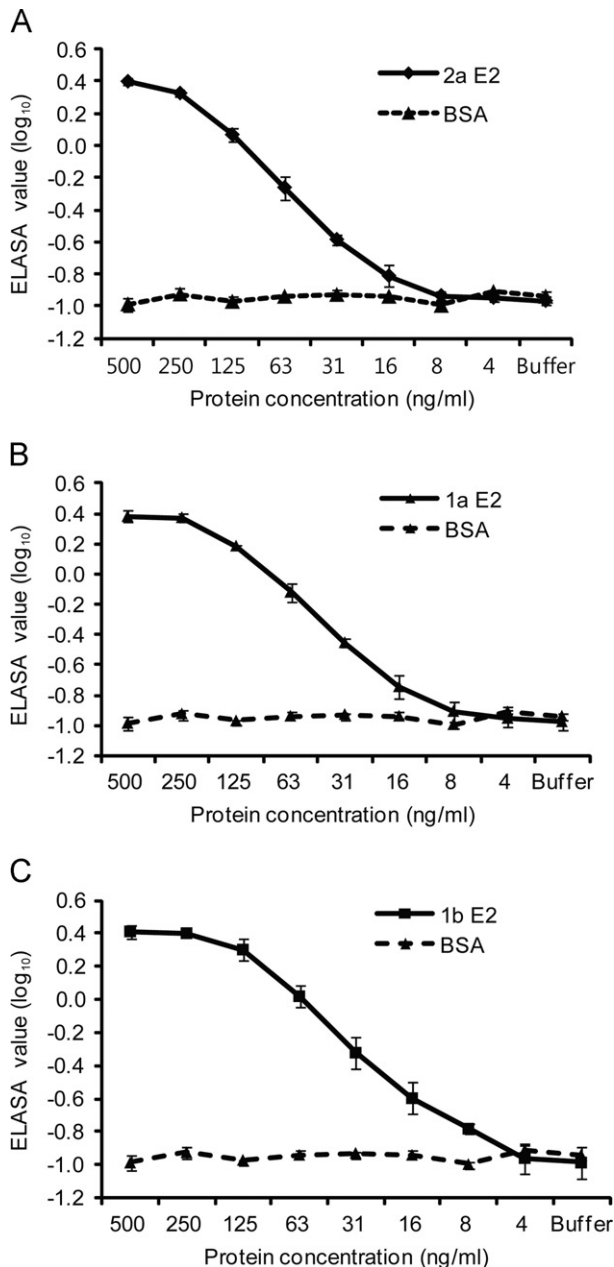 A
ELASA value (log10)
0.6
0.4
0.2
0.0
-0.2
-0.4
-0.6
-0.8
-1.0
-1.2
2a E2
BSA
500 250 125 63 31 16 8 4 Buffer
Protein concentration (ng/ml)
B
ELASA value (log10)
0.6
0.4
0.2
0.0
-0.2
-0.4
-0.6
-0.8
-1.0
-1.2
1a E2
BSA
500 250 125 63 31 16 8 4 Buffer
Protein concentration (ng/ml)
C
ELASA value (log10)
0.6
0.4
0.2
0.0
-0.2
-0.4
-0.6
-0.8
-1.0
-1.2
1b E2
BSA
500 250 125 63 31 16 8 4 Buffer
Protein concentration (ng/ml)